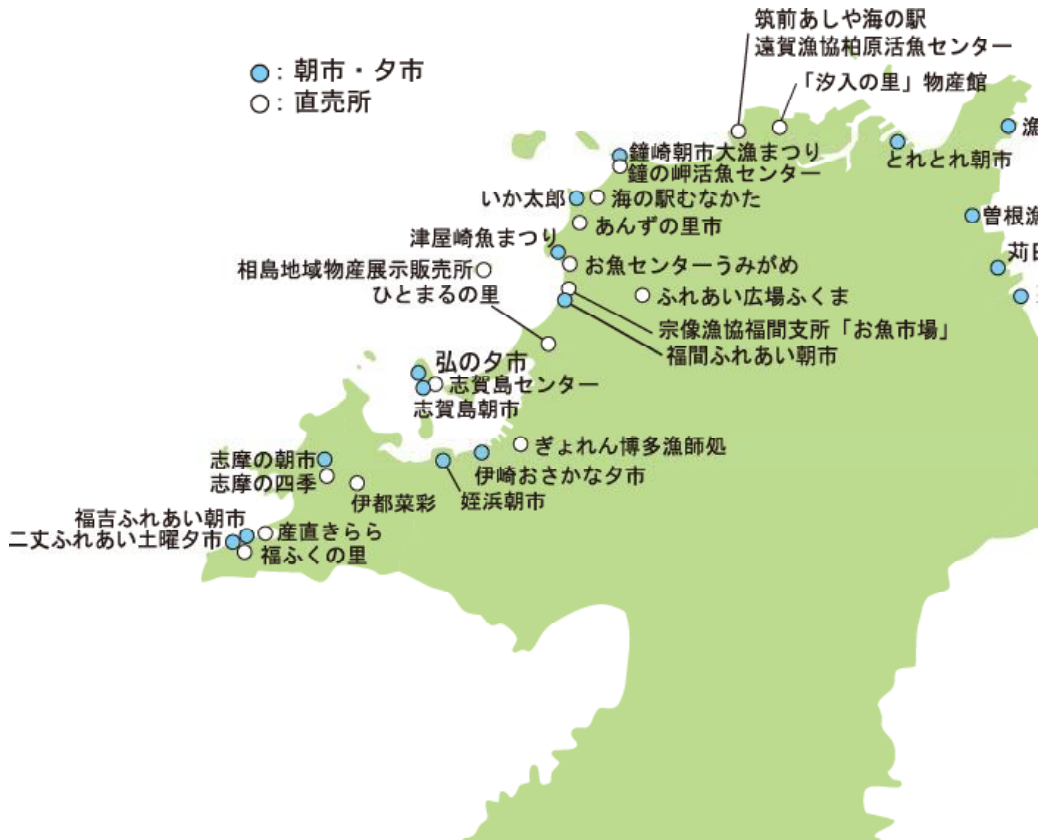 筑前あしや海の駅
遠賀漁協柏原活魚センター
：朝市・夕市
「汐入の里」物産館
：直売所
漁
鐘崎朝市大漁まつり
とれとれ朝市
鐘の岬活魚センター
いか太郎
海の駅むなかた
曽根漁
あんずの里市
津屋崎魚まつり
苅田
お魚センターうみがめ
相島地域物産展示販売所
ひとまるの里
ふれあい広場ふくま
宗像漁協福間支所「お魚市場」
福間ふれあい朝市
弘の夕市
志賀島センター
志賀島朝市
ぎょれん博多漁師処
志摩の朝市
伊崎おさかな夕市
志摩の四季
伊都菜彩
姪浜朝市
福吉ふれあい朝市
産直きらら
二丈ふれあい土曜夕市
福ふくの里